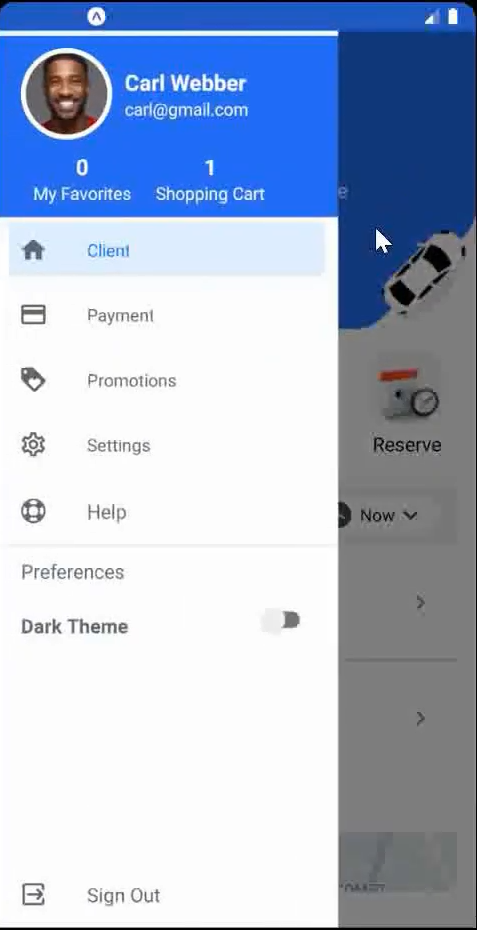 Carl Webber
carl@gmail.com
0
My Favorites
1
Shopping Cart
Client
Payment
Promotions
Settings
Help
Preferences
Dark Theme
Sign Out
Reserve
Now